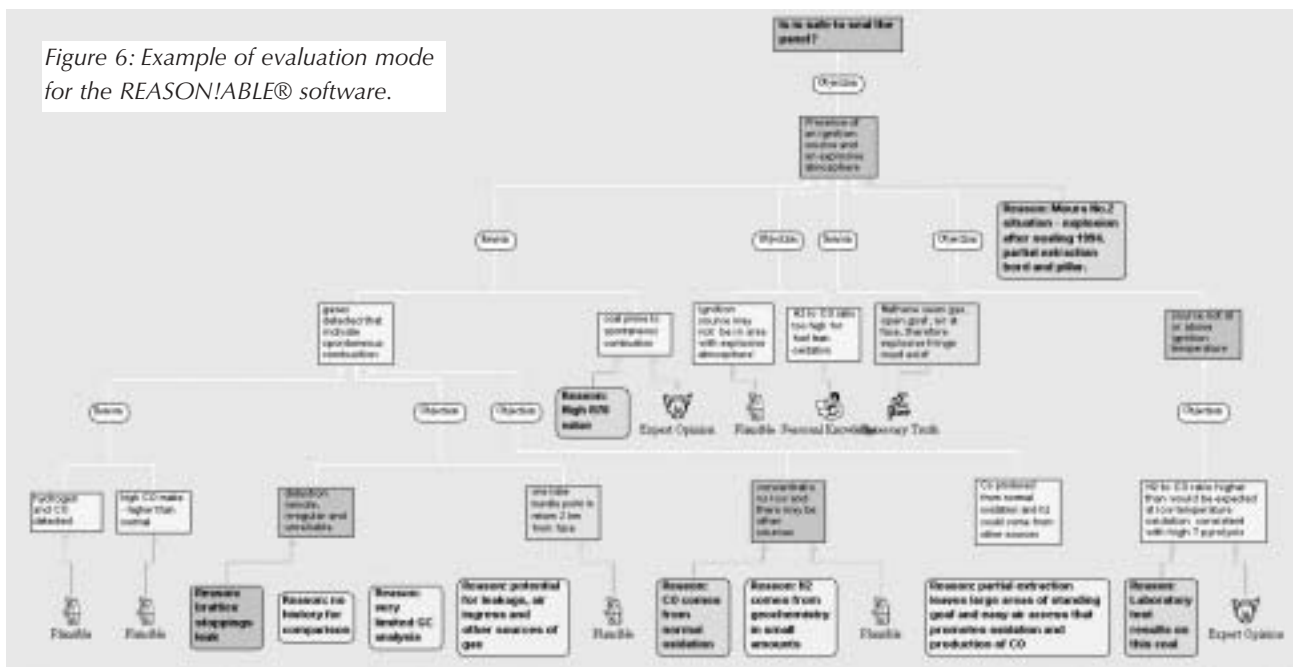 Figure 6: Example of evaluation mode
for the REASON!ABLE® software.
Is is safe to seal the
panel?
Objection
Presence of
an ignition
source and
an explosive
atmosphere
Reason: Moura No.2
situation - explosion
after sealing 1994,
partial extraction
bord and pillar.
Reason
Objection
Reason
Objection
gases
detected that
include
spontaneous
combustion
coal prone to
spontaneous
combustion
Ignition
source may
not be in area
with explosive
atmosphere
H2 to CO ratio
too high for
fuel lean
oxidation
Methane seam gas,
open goaf, air at
face, therefore
explosive fringe
must exist
source not at
or above
ignition
temperature
Reason:
High R70
value
Expert Opinion
Plausible
Personal
Truth
Reason
Objection
Objection
Objection
hydrogen
and CO
detected
high CO make
- higher than
normal
detection
remote,
irregular and
unreliable
one tube
bundle point in
return 2 km
from face
too low and
there may be
other
Co produced
from normal
oxidation and h2
could come from
other sources
H2 to CO ratio higher
than would be expected
at low temperature
oxidation consistent
with high T pyrolysis
Plausible
Plausible
Reason:
brattice
stoppings
leak
Reason: no
history for
comparison
Reason:
very
limited GC
analysis
Reason: potential
for leakage, air
ingress and
other sources of
gas
Plausible
Reason:
CO comes
from
normal
oxidation
Reason: H2
comes from
geochemistry
in small
amounts
Plausible
Reason: partial extraction
leaves large areas of standing
goaf and easy air assess that
promotes oxidation and
production of CO
Reason:
Laboratory
test
results on
this coal
Expert Opinion